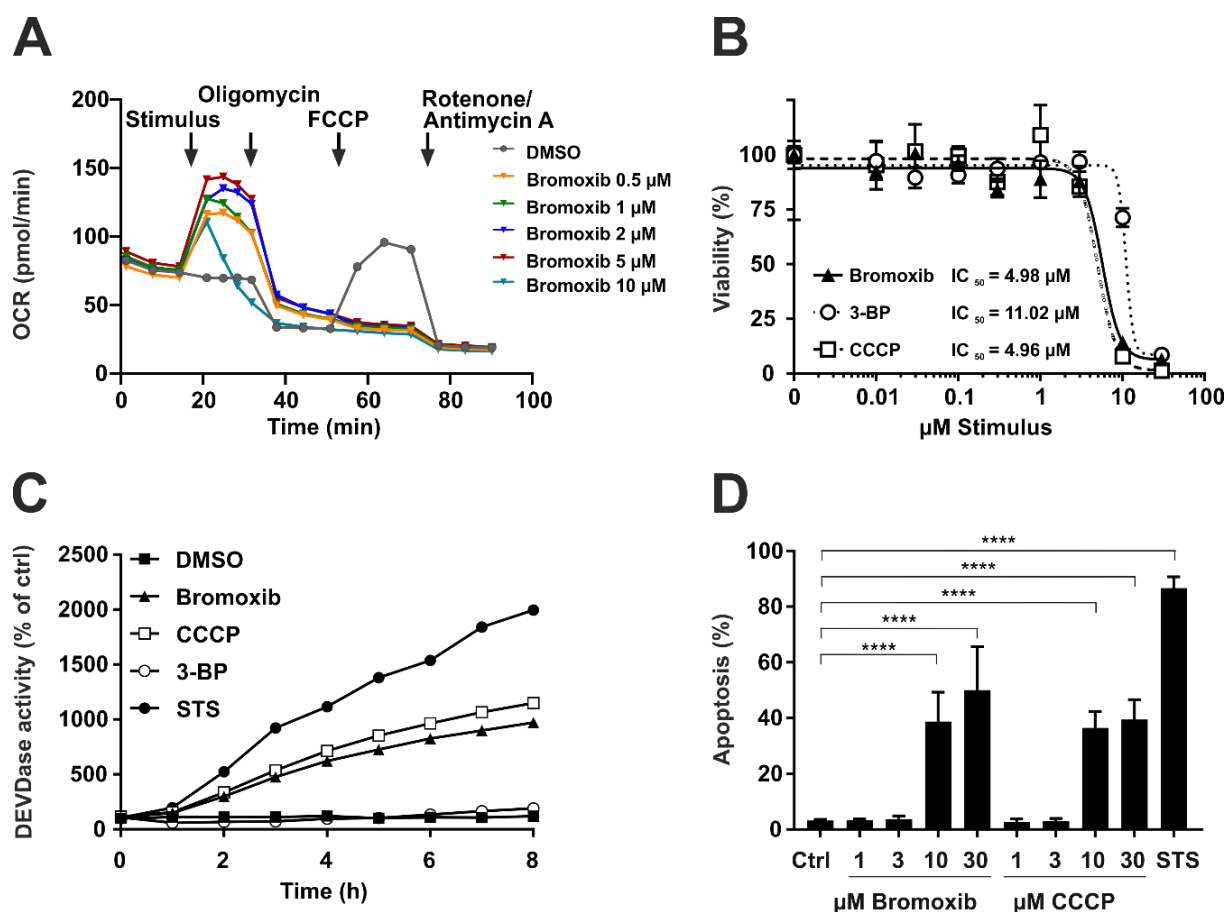 A
Oligomycin
Stimulus
FCCP
Rotenone/
Antimycin A
200
150
100
50
0
OCR (pmol/min)
0 20 40 60 80 100
Time (min)
DMSO
Bromoxib 0.5 µM
Bromoxib 1 µM
Bromoxib 2 µM
Bromoxib 5 µM
Bromoxib 10 µM
B
100
75
50
25
0
Viability (%)
Bromoxib IC 50 = 4.98 µM
3-BP IC 50 = 11.02 µM
CCCP IC 50 = 4.96 µM
0 0.01 0.1 1 10 100
µM Stimulus
C
2500
2000
1500
1000
500
0
DEVDase activity (% of ctrl)
DMSO
Bromoxib
CCCP
3-BP
STS
0 2 4 6 8
Time (h)
D
100
80
60
40
20
0
Apoptosis (%)
****
****
****
****
****
Ctrl 1 3 10 30 1 3 10 30 STS
µM Bromoxib µM CCCP